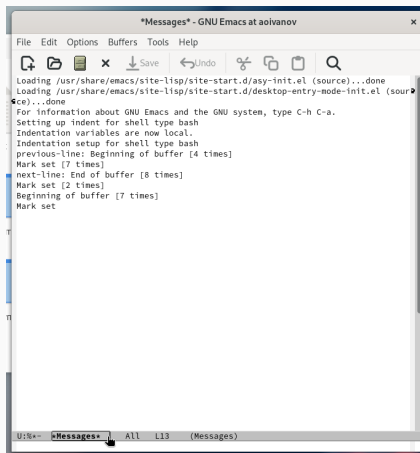 *Messages* - GNU Emacs at aoivanov
File Edit Options Buffers Tools Help
Save Undo
Loading /usr/share/emacs/site-lisp/site-start.d/asy-init.el (source)...done
Loading /usr/share/emacs/site-lisp/site-start.d/desktop-entry-mode-init.el (sour
ce)...done
For information about GNU Emacs and the GNU system, type C-h C-a.
Setting up indent for shell type bash
Indentation variables are now local.
Indentation setup for shell type bash
previous-line: Beginning of buffer [4 times]
Mark set [7 times]
next-line: End of buffer [8 times]
Mark set [2 times]
Beginning of buffer [7 times]
Mark set
U:%*- *Messages* All L13 (Messages)